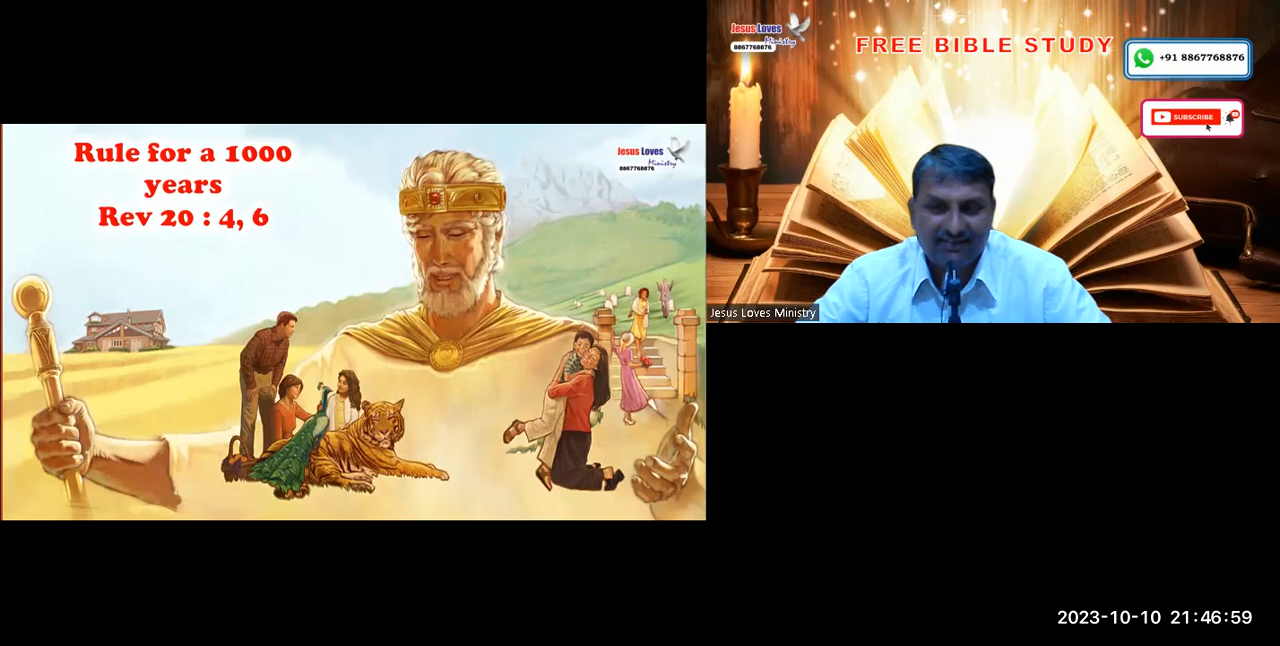 Rule for a 1000
years
Rev 20 : 4, 6
Jesus Loves
Ministry
8867768876
Jesus Loves
Ministry
8867768876
FREE BIBLE STUDY
+91 8867768876
SUBSCRIBE
Jesus Loves Ministry
2023-10-10 21:46:59